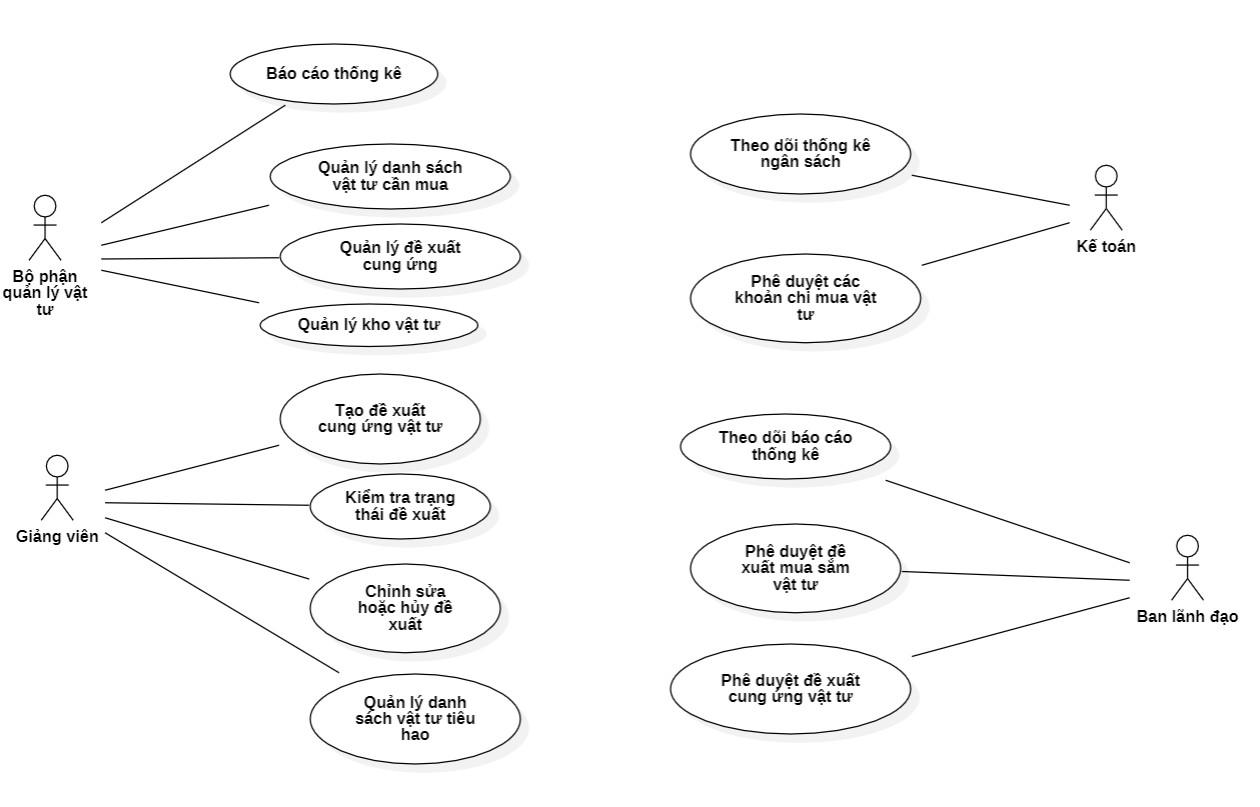 Báo cáo thống kê
Quản lý danh sách
vật tư cần mua
Quản lý đề xuất
cung ứng
Quản lý kho vật tư
Bộ phận
quản lý vật
tư
Tạo đề xuất
cung ứng vật tư
Kiểm tra trạng
thái đề xuất
Chỉnh sửa
hoặc hủy đề
xuất
Quản lý danh
sách vật tư tiêu
hao
Giảng viên
Theo dõi thống kê
ngân sách
Phê duyệt các
khoản chi mua vật
tư
Kế toán
Theo dõi báo cáo
thống kê
Phê duyệt đề
xuất mua sắm
vật tư
Phê duyệt đề xuất
cung ứng vật tư
Ban lãnh đạo